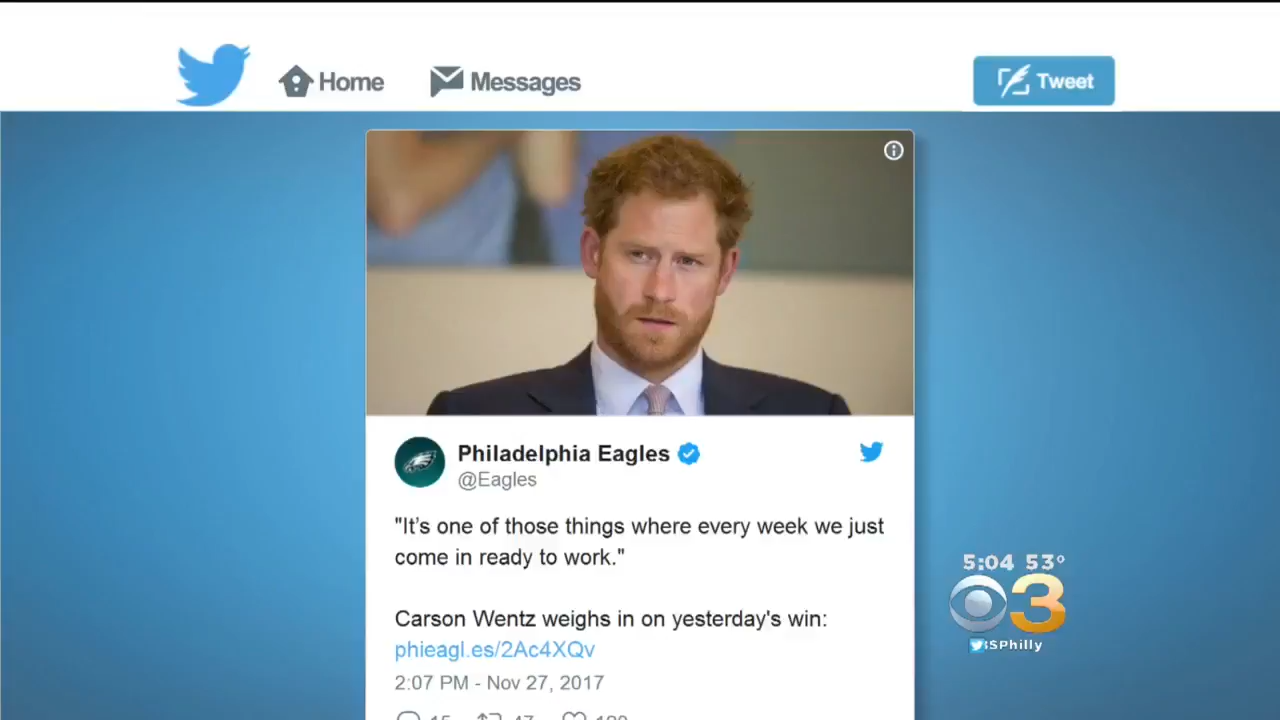 Home
Messages
Tweet
Philadelphia Eagles
@Eagles
"It's one of those things where every week we just
come in ready to work."
Carson Wentz weighs in on yesterday's win:
phieagl.es/2Ac4XQv
2:07 PM - Nov 27, 2017
5:04 53°
3